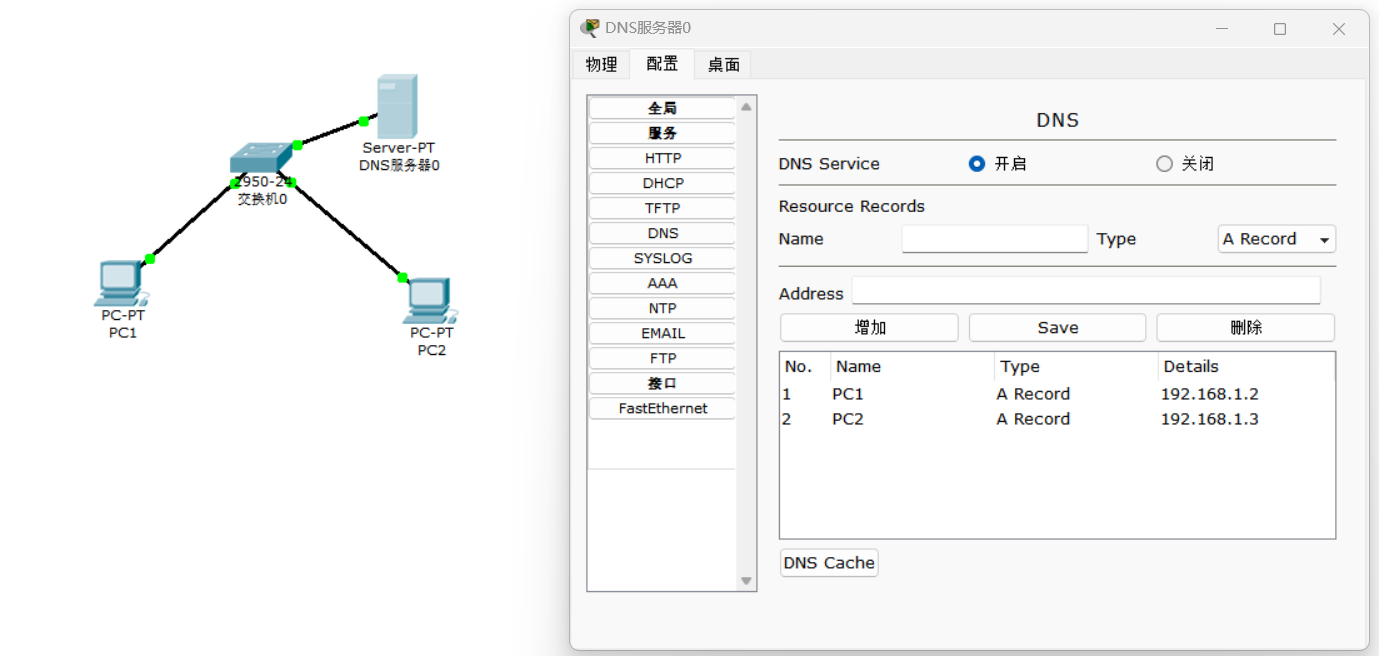 Server-PT
DNS服务器0
2950-24
交换机0
PC-PT
PC1
PC-PT
PC2
DNS服务器0
物理 配置 桌面
全局
服务
HTTP
DHCP
TFTP
DNS
SYSLOG
AAA
NTP
EMAIL
FTP
接口
FastEthernet
DNS
DNS Service 开启 关闭
Resource Records
Name Type A Record
Address
增加 Save 删除
No. Name Type Details
1 PC1 A Record 192.168.1.2
2 PC2 A Record 192.168.1.3
DNS Cache